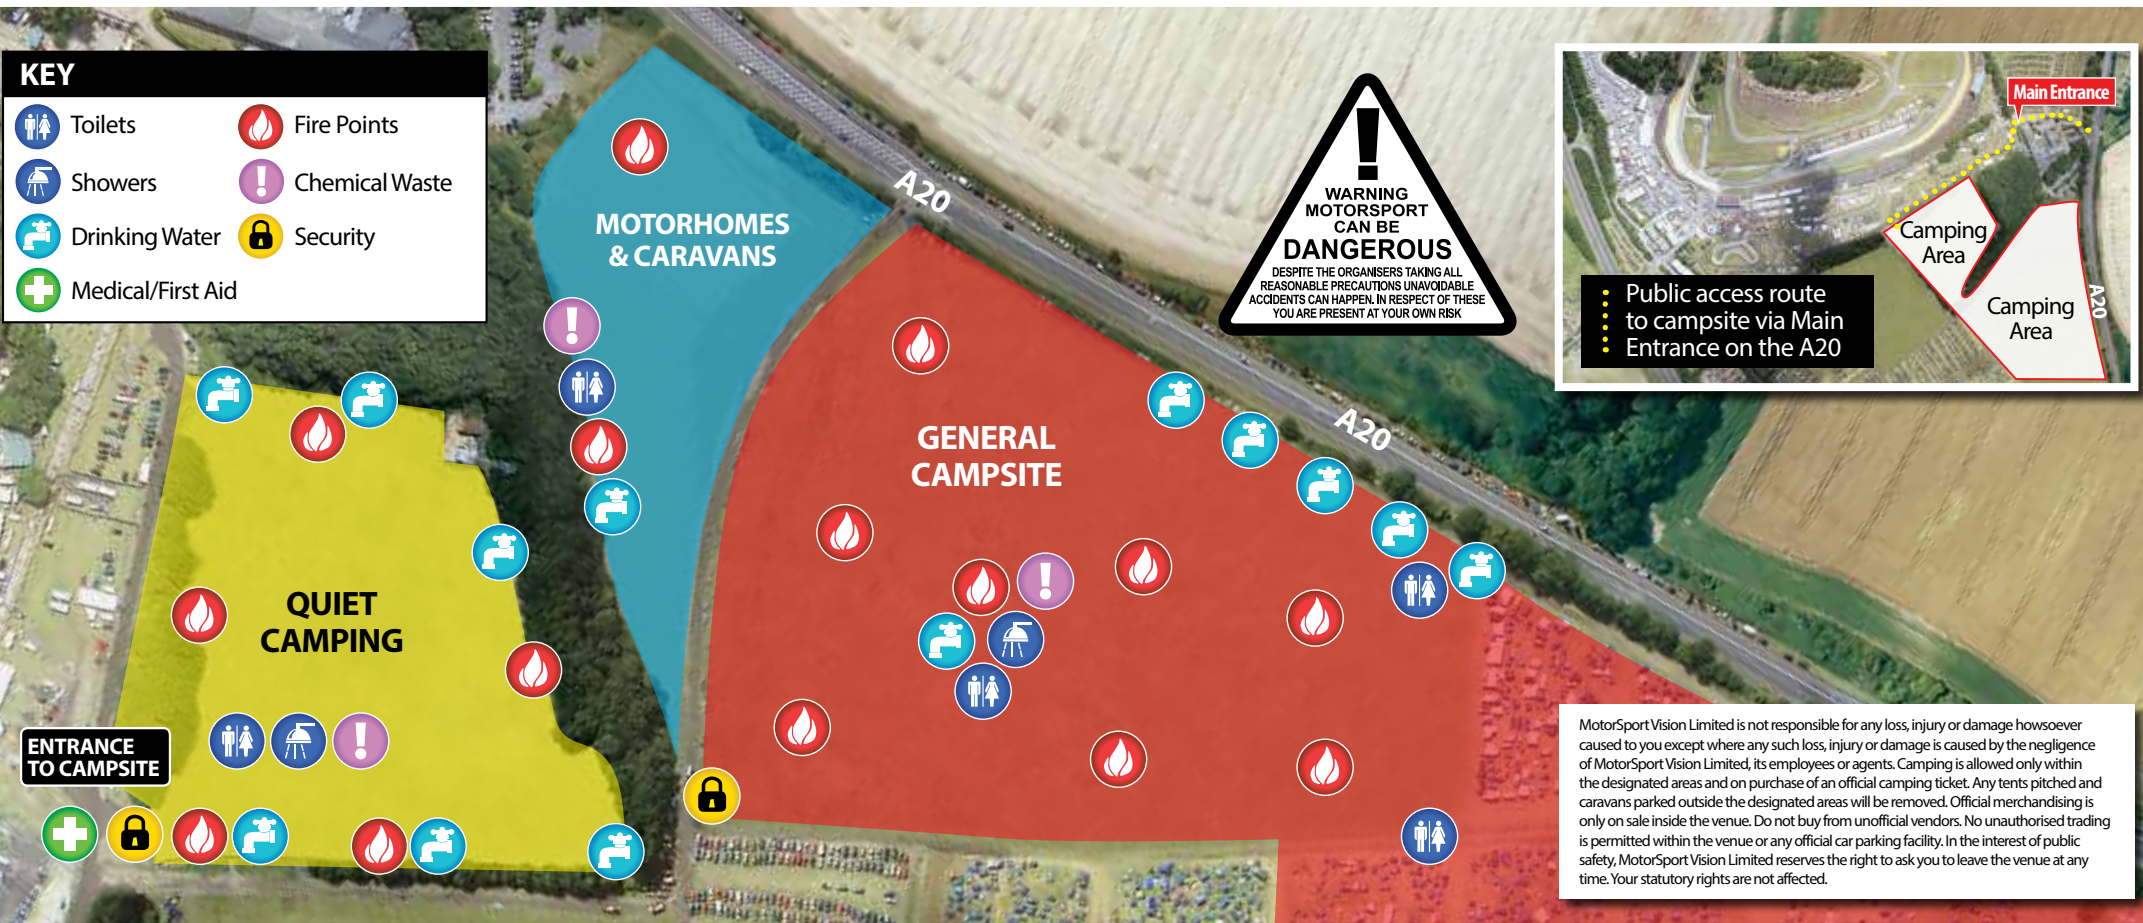 KEY
Toilets
Fire Points
Showers
Chemical Waste
Drinking Water
Security
Medical/First Aid
MOTORHOMES
& CARAVANS
A20
WARNING
MOTORSPORT
CAN BE
DANGEROUS
DESPITE THE ORGANISERS TAKING ALL
REASONABLE PRECAUTIONS UNAVOIDABLE
ACCIDENTS CAN HAPPEN. IN RESPECT OF THESE
YOU ARE PRESENT AT YOUR OWN RISK
Main Entrance
Camping
Area
Camping
Area
A20
Public access route
to campsite via Main
Entrance on the A20
GENERAL
CAMPSITE
A20
QUIET
CAMPING
ENTRANCE
TO CAMPSITE
MotorSport Vision Limited is not responsible for any loss, injury or damage howsoever
caused to you except where any such loss, injury or damage is caused by the negligence
of MotorSport Vision Limited, its employees or agents. Camping is allowed only within
the designated areas and on purchase of an official camping ticket. Any tents pitched and
caravans parked outside the designated areas will be removed. Official merchandising is
only on sale inside the venue. Do not buy from unofficial vendors. No unauthorised trading
is permitted within the venue or any official car parking facility. In the interest of public
safety, MotorSport Vision Limited reserves the right to ask you to leave the venue at any
time. Your statutory rights are not affected.